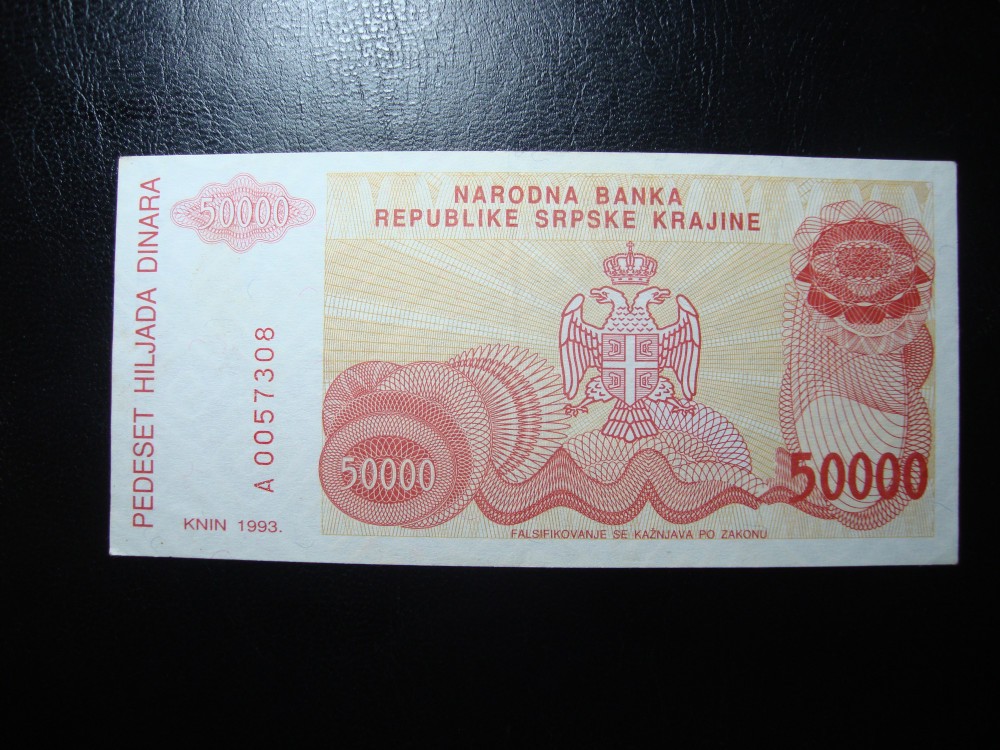 PEDESET HILJADA DINARA
50000
A 0057308
KNIN 1993.
NARODNA BANKA
REPUBLIKE SRPSKE KRAJINE
50000
50000
FALSIFIKOVANJE SE KAŽNJAVA PO ZAKONU